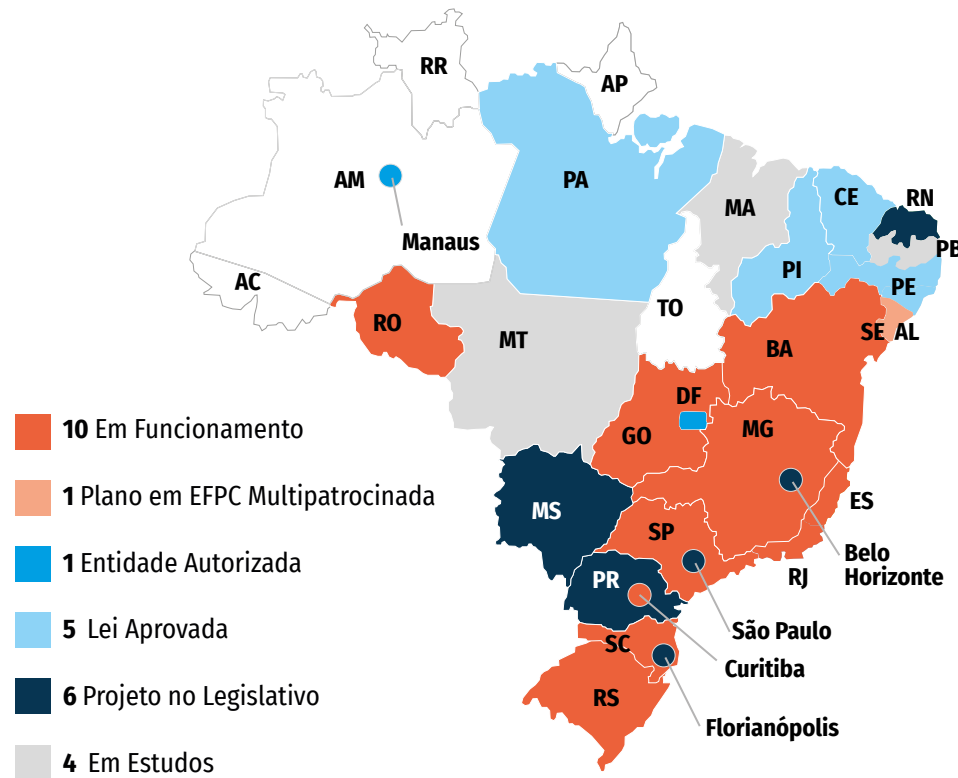 RR
AP
AM
PA
MA
CE
RN
Manaus
PB
PI
PE
AC
TO
RO
MT
SE AL
BA
DF
GO
MG
10 Em Funcionamento
1 Plano em EFPC Multipatrocinada
ES
MS
SP
Belo
Horizonte
1 Entidade Autorizada
RJ
PR
5 Lei Aprovada
São Paulo
SC
Curitiba
6 Projeto no Legislativo
RS
Florianópolis
4 Em Estudos